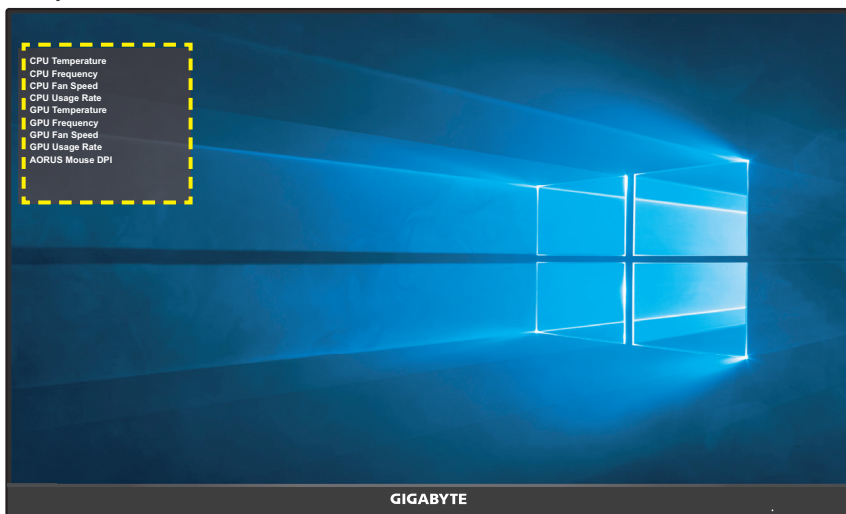 CPU Temperature
CPU Frequency
CPU Fan Speed
CPU Usage Rate
GPU Temperature
GPU Frequency
GPU Fan Speed
GPU Usage Rate
AORUS Mouse DPI
GIGABYTE